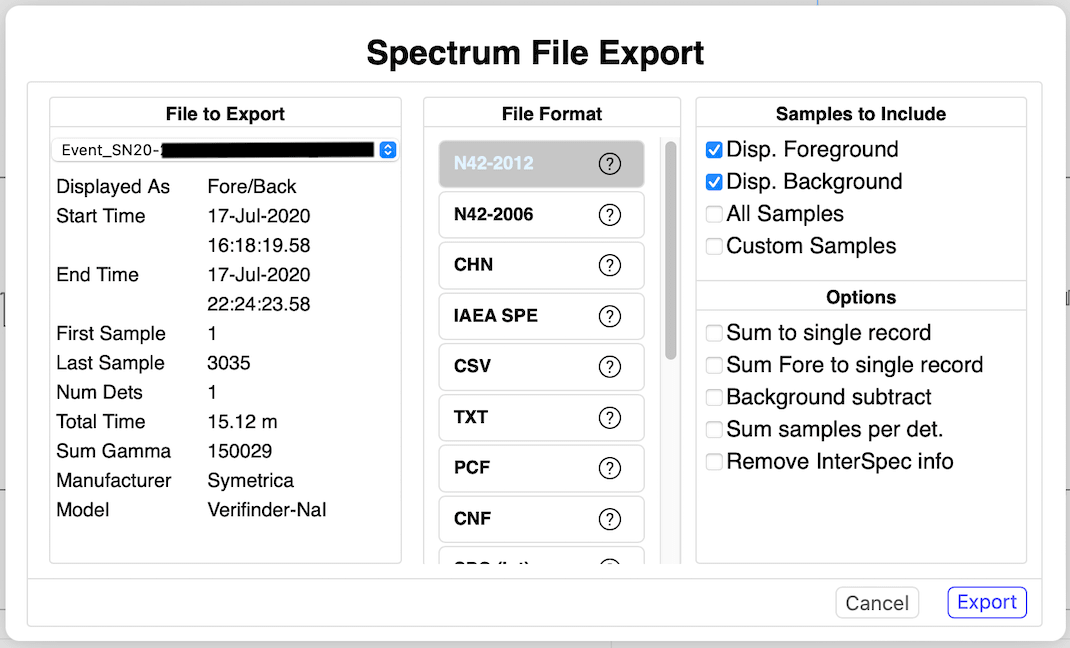 Spectrum File Export
File to Export
Event_SN20-
Displayed As Fore/Back
Start Time 17-Jul-2020
16:18:19.58
End Time 17-Jul-2020
22:24:23.58
First Sample 1
Last Sample 3035
Num Dets 1
Total Time 15.12 m
Sum Gamma 150029
Manufacturer Symetrica
Model Verifinder-NaI
File Format
N42-2012 ?
N42-2006 ?
CHN ?
IAEA SPE ?
CSV ?
TXT ?
PCF ?
CNF ?
Samples to Include
Disp. Foreground
Disp. Background
All Samples
Custom Samples
Options
Sum to single record
Sum Fore to single record
Background subtract
Sum samples per det.
Remove InterSpec info
Cancel
Export